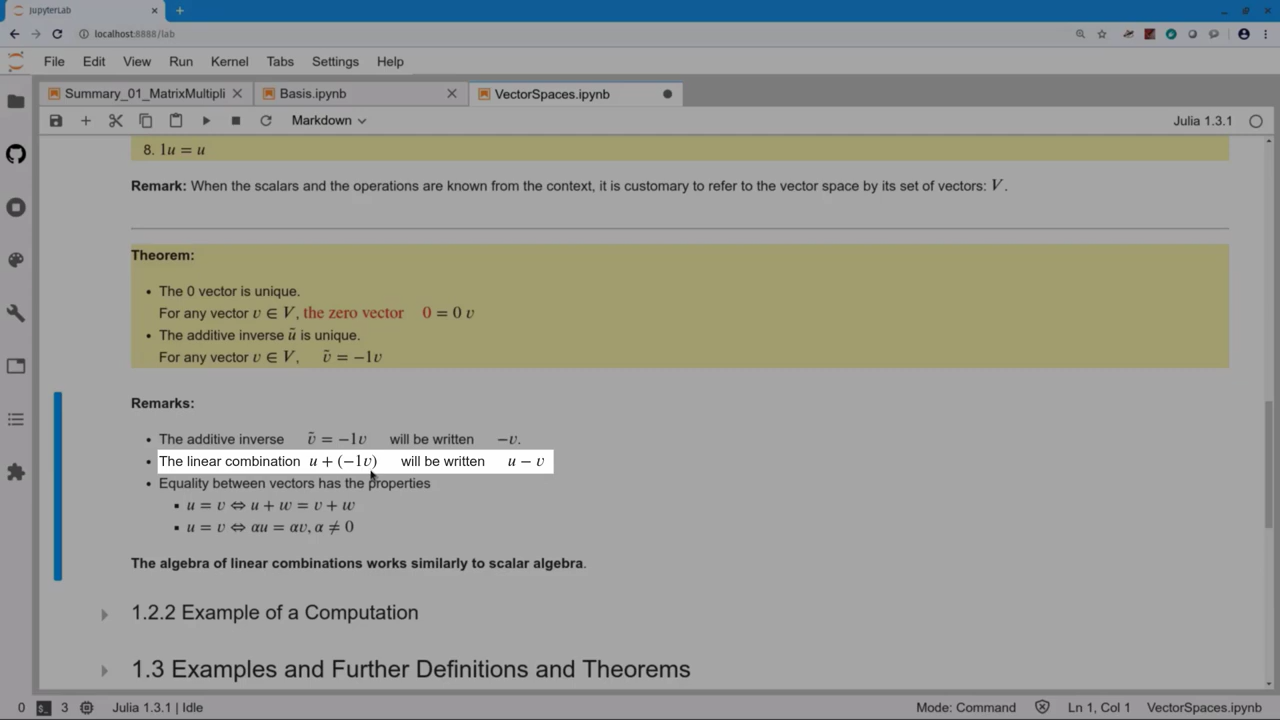 JupyterLab
localhost:8888/lab
File Edit View Run Kernel Tabs Settings Help
Summary_01_MatrixMultipli Basis.ipynb VectorSpaces.ipynb
Markdown Julia 1.3.1
8. 1u = u
Remark: When the scalars and the operations are known from the context, it is customary to refer to the vector space by its set of vectors: V.
Theorem:
• The 0 vector is unique.
For any vector v ∈ V, the zero vector 0 = 0 v
• The additive inverse ũ is unique.
For any vector v ∈ V, ṽ = −1v
Remarks:
• The additive inverse ṽ = −1v will be written −v.
• The linear combination u + (−1v) will be written u − v
• Equality between vectors has the properties
▪ u = v ⇔ u + w = v + w
▪ u = v ⇔ αu = αv, α ≠ 0
The algebra of linear combinations works similarly to scalar algebra.
1.2.2 Example of a Computation
1.3 Examples and Further Definitions and Theorems
0 3 Julia 1.3.1 | Idle Mode: Command Ln 1, Col 1 VectorSpaces.ipynb